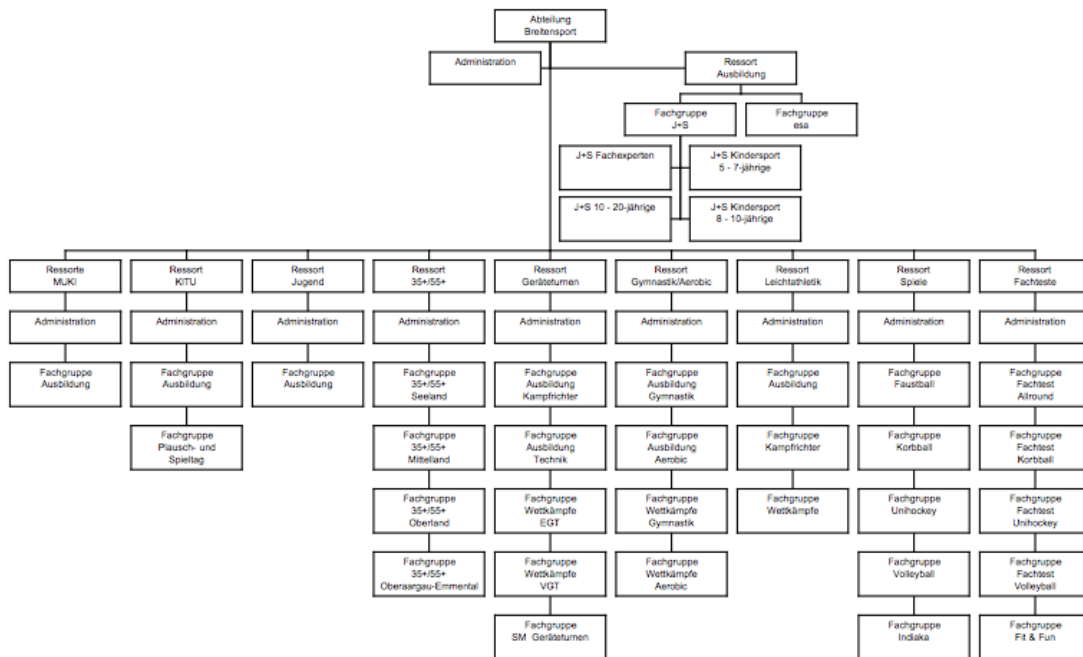 Abteilung
Breitensport
Administration
Ressort
Ausbildung
Fachgruppe
J+S
Fachgruppe
esa
J+S Fachexperten
J+S Kindersport
5 - 7-jährige
J+S 10 - 20-jährige
J+S Kindersport
8 - 10-jährige
Ressorte
MUKI
Ressort
KITU
Ressort
Jugend
Ressort
35+/55+
Ressort
Geräteturnen
Ressort
Gymnastik/Aerobic
Ressort
Leichtathletik
Ressort
Spiele
Ressort
Fachteste
Administration
Administration
Administration
Administration
Administration
Administration
Administration
Administration
Administration
Fachgruppe
Ausbildung
Fachgruppe
Ausbildung
Fachgruppe
Ausbildung
Fachgruppe
35+/55+
Seeland
Fachgruppe
Ausbildung
Kampfrichter
Fachgruppe
Ausbildung
Gymnastik
Fachgruppe
Ausbildung
Fachgruppe
Faustball
Fachgruppe
Fachtest
Allround
Fachgruppe
Plausch- und
Spieltag
Fachgruppe
35+/55+
Mittelland
Fachgruppe
Ausbildung
Technik
Fachgruppe
Ausbildung
Aerobic
Fachgruppe
Kampfrichter
Fachgruppe
Korbball
Fachgruppe
Fachtest
Korbball
Fachgruppe
35+/55+
Oberland
Fachgruppe
Wettkämpfe
EGT
Fachgruppe
Wettkämpfe
Gymnastik
Fachgruppe
Wettkämpfe
Fachgruppe
Unihockey
Fachgruppe
Fachtest
Unihockey
Fachgruppe
35+/55+
Oberaargau-Emmental
Fachgruppe
Wettkämpfe
VGT
Fachgruppe
Wettkämpfe
Aerobic
Fachgruppe
Volleyball
Fachgruppe
Fachtest
Volleyball
Fachgruppe
SM Geräteturnen
Fachgruppe
Indiaka
Fachgruppe
Fit & Fun